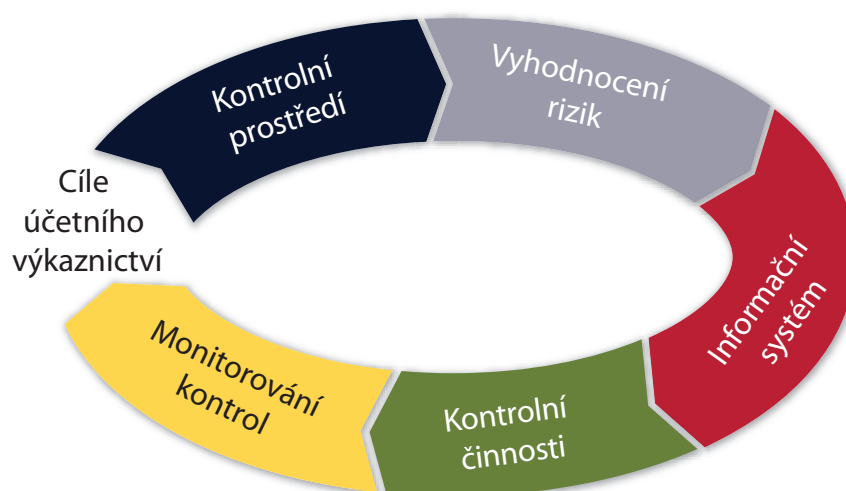 Kontrolní
prostředí
Vyhodnocení
rizik
Informační
systém
Kontrolní
činnosti
Monitorování
kontrol
Cíle
účetního
výkaznictví